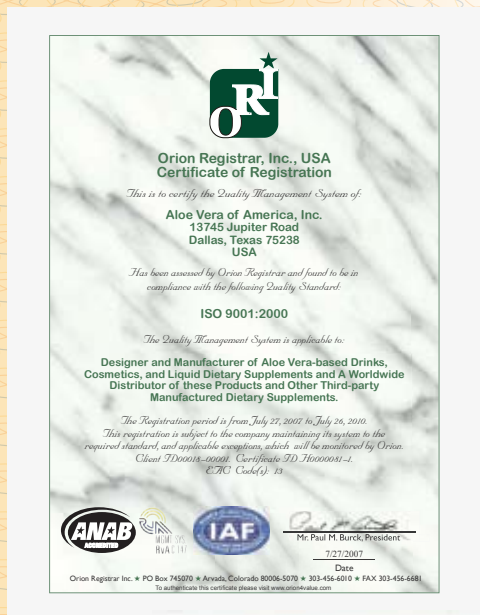 ORI
Orion Registrar, Inc., USA
Certificate of Registration
This is to certify the Quality Management System of:
Aloe Vera of America, Inc.
13745 Jupiter Road
Dallas, Texas 75238
USA
Has been assessed by Orion Registrar and found to be in
compliance with the following Quality Standard:
ISO 9001:2000
The Quality Management System is applicable to:
Designer and Manufacturer of Aloe Vera-based Drinks,
Cosmetics, and Liquid Dietary Supplements and A Worldwide
Distributor of these Products and Other Third-party
Manufactured Dietary Supplements.
The Registration period is from July 27, 2007 to July 26, 2010.
This registration is subject to the company maintaining its system to the
required standard, and applicable exceptions, which will be monitored by Orion.
Client ID00018-00001. Certificate ID H0000081-1.
EAC Code(s): 13
ANAB
ACCREDITED
MGMT SYS
RvA C 117
IAF
Mr. Paul M. Burck, President
7/27/2007
Date
Orion Registrar Inc. ★ PO Box 745070 ★ Arvada, Colorado 80006-5070 ★ 303-456-6010 ★ FAX 303-456-6681
To authenticate this certificate please visit www.orion4value.com